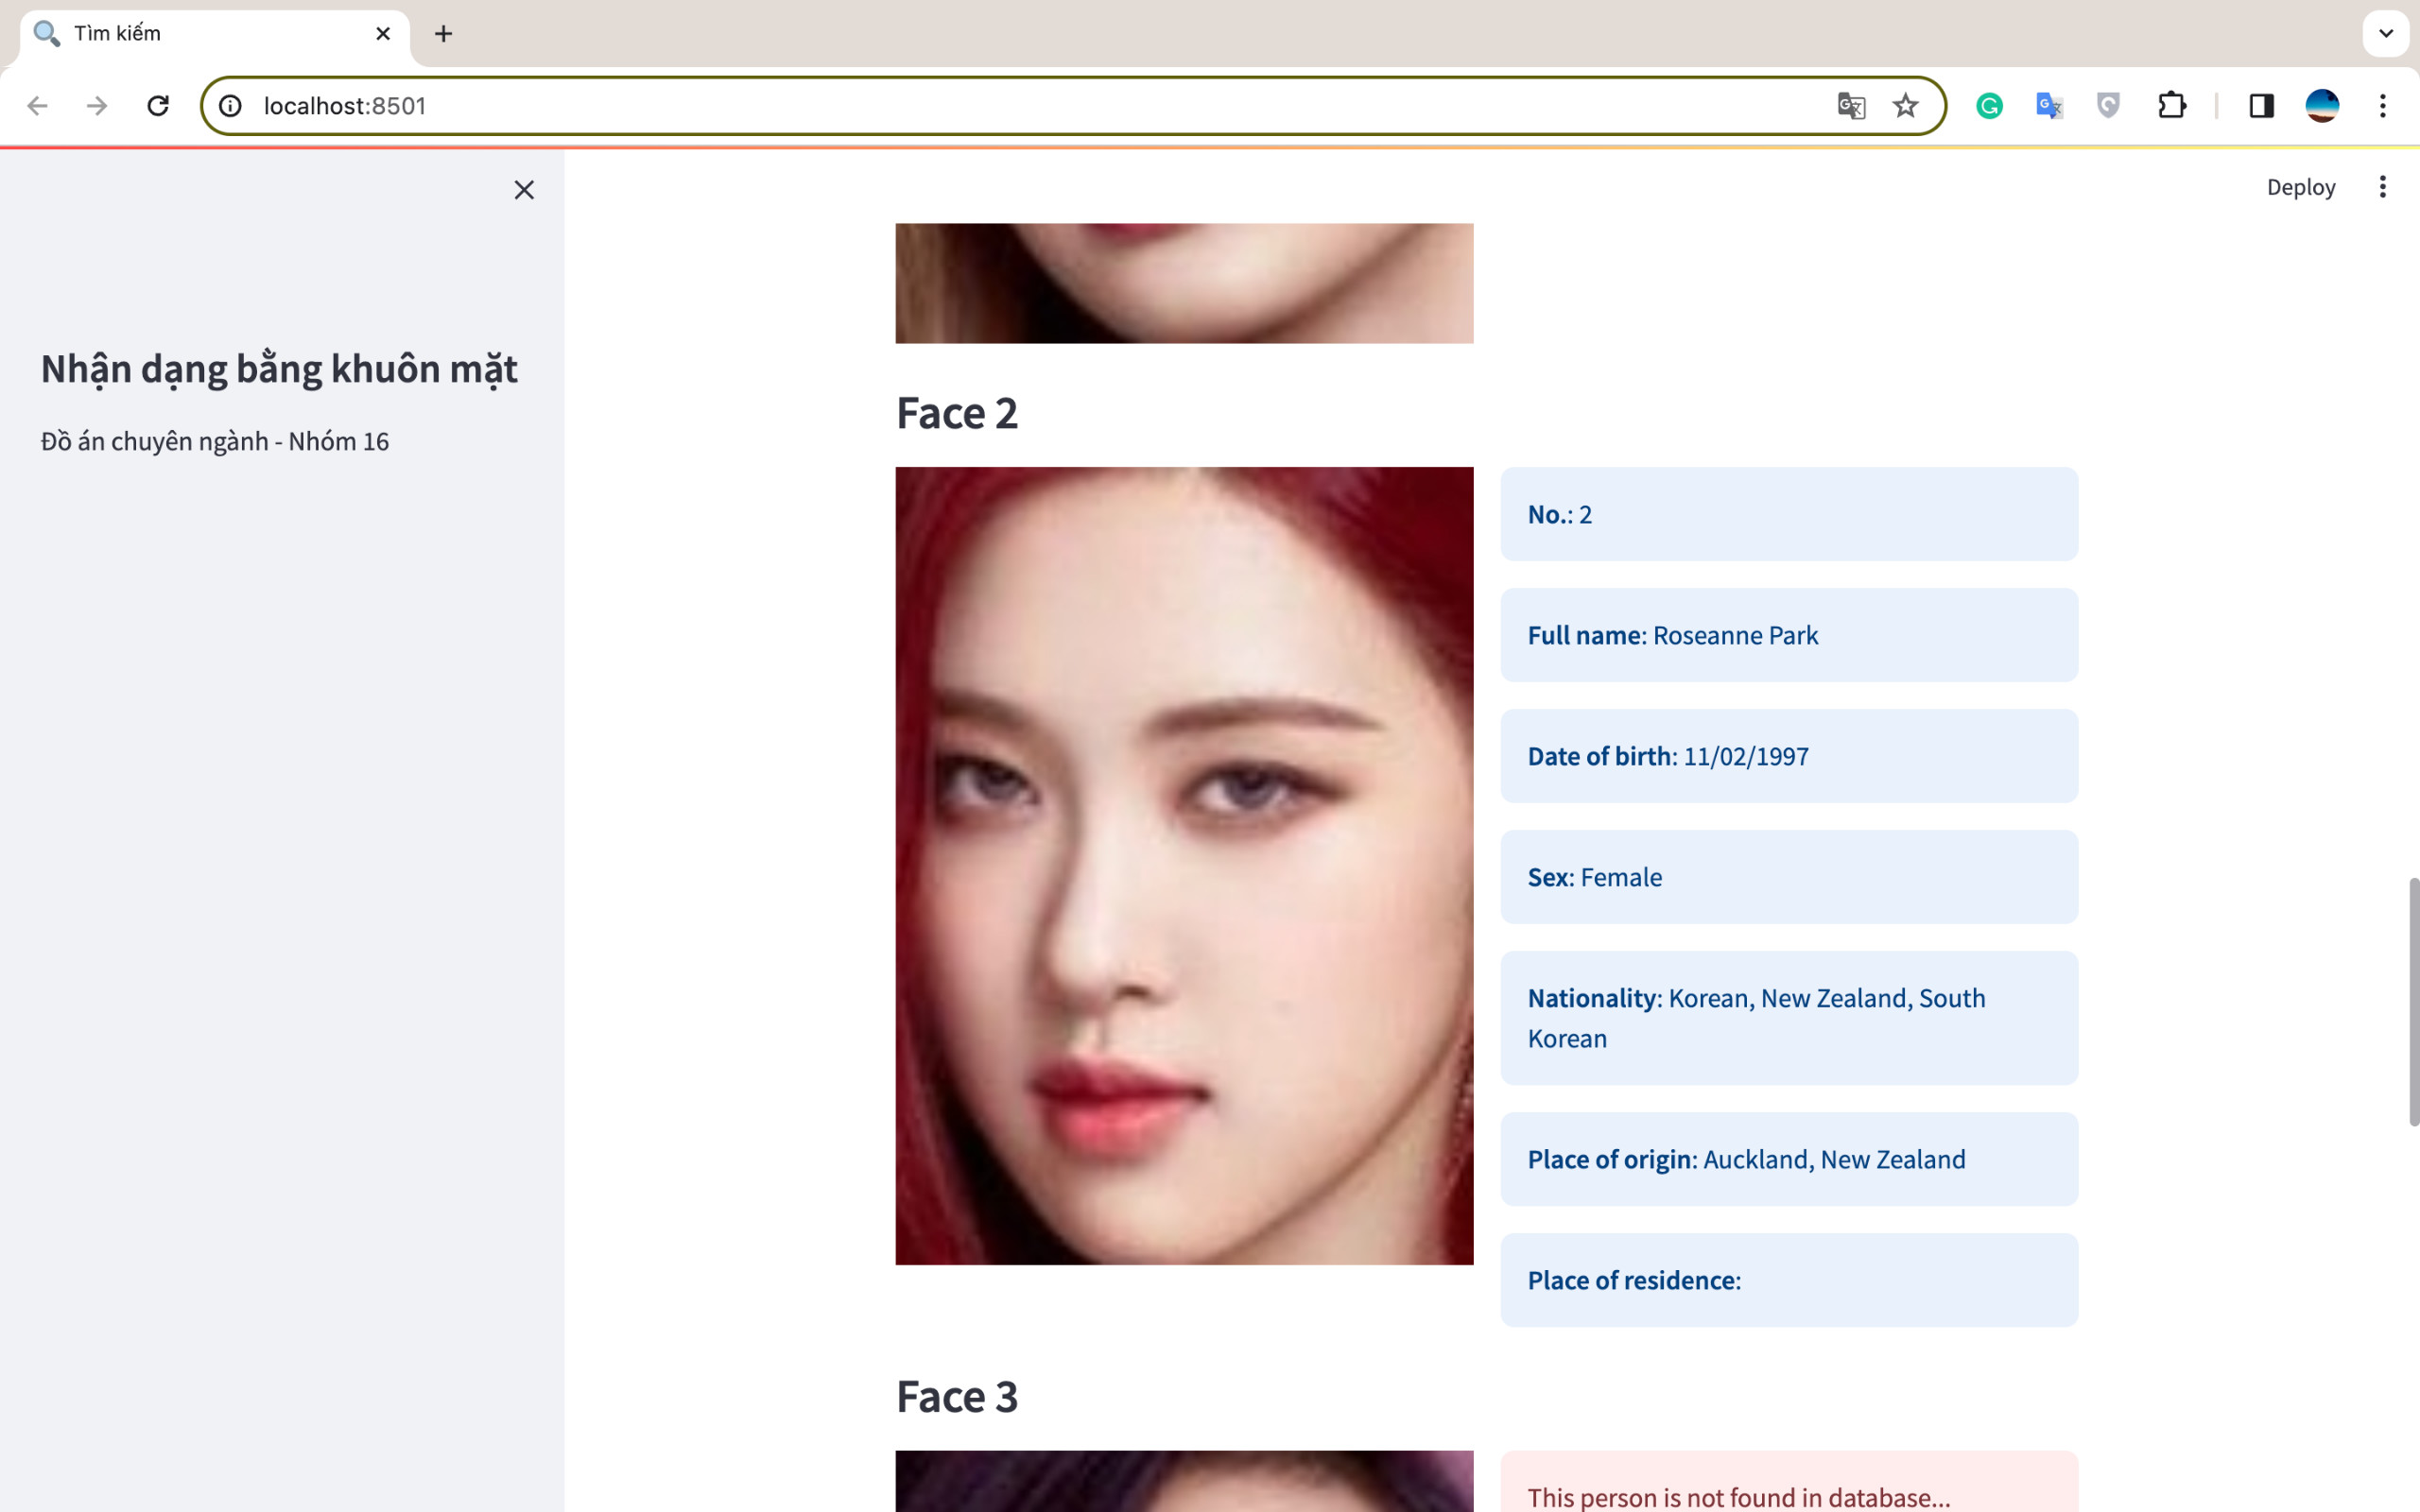 Tìm kiếm
localhost:8501
Deploy
Nhận dạng bằng khuôn mặt
Đồ án chuyên ngành - Nhóm 16
Face 2
No.: 2
Full name: Roseanne Park
Date of birth: 11/02/1997
Sex: Female
Nationality: Korean, New Zealand, South
Korean
Place of origin: Auckland, New Zealand
Place of residence:
Face 3
This person is not found in database...